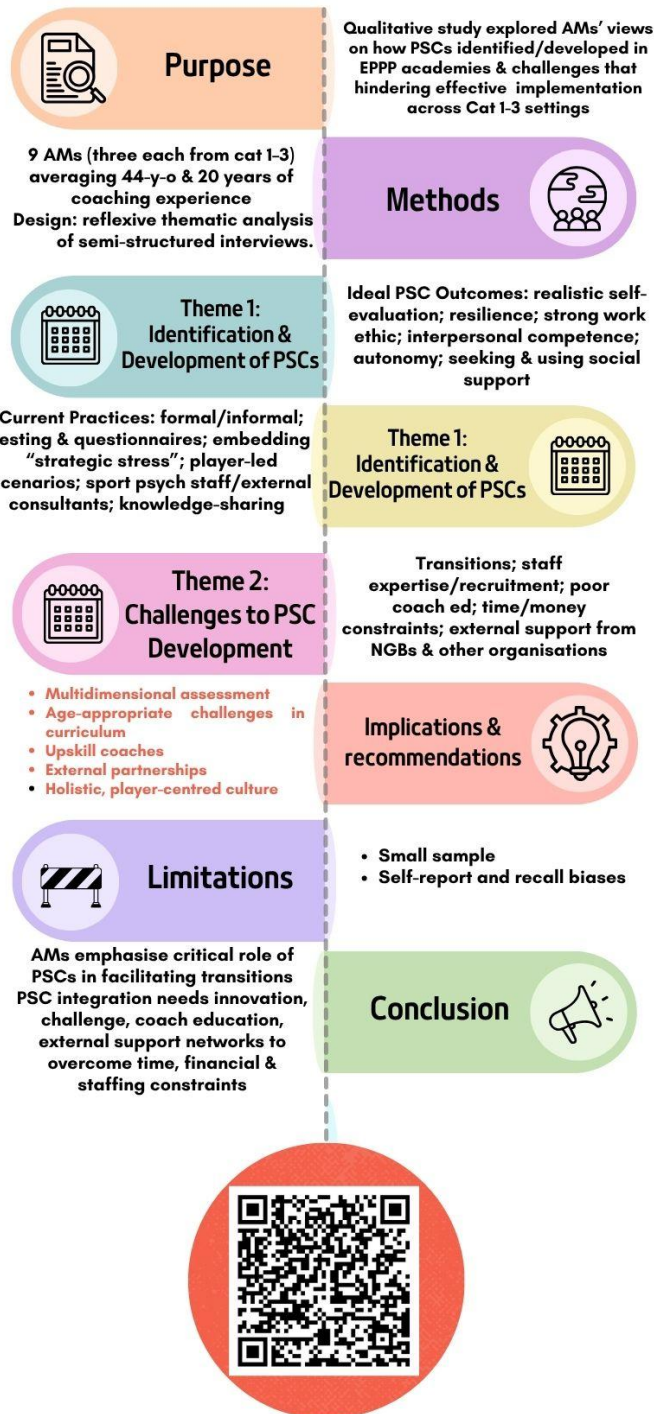 Purpose
Qualitative study explored AMs' views
on how PSCs identified/developed in
EPPP academies & challenges that
hindering effective implementation
across Cat 1-3 settings
9 AMs (three each from cat 1-3)
averaging 44-y-o & 20 years of
coaching experience
Design: reflexive thematic analysis
of semi-structured interviews.
Methods
Theme 1:
Identification &
Development of PSCs
Ideal PSC Outcomes: realistic self-
evaluation; resilience; strong work
ethic; interpersonal competence;
autonomy; seeking & using social
support
Current Practices: formal/informal;
esting & questionnaires; embedding
“strategic stress”; player-led
cenarios; sport psych staff/external
consultants; knowledge-sharing
Theme 1:
Identification &
Development of PSCs
Theme 2:
Challenges to PSC
Development
Transitions; staff
expertise/recruitment; poor
coach ed; time/money
constraints; external support from
NGBs & other organisations
• Multidimensional assessment
• Age-appropriate challenges in
curriculum
• Upskill coaches
• External partnerships
• Holistic, player-centred culture
Implications &
recommendations
Limitations
• Small sample
• Self-report and recall biases
AMs emphasise critical role of
PSCs in facilitating transitions
PSC integration needs innovation,
challenge, coach education,
external support networks to
overcome time, financial &
staffing constraints
Conclusion